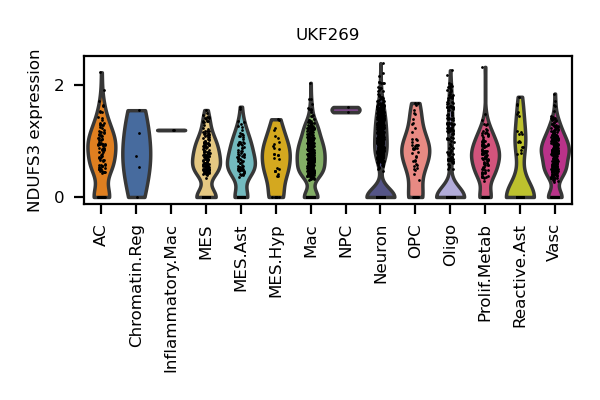 UKF269
NDUFS3 expression
2
0
AC
Chromatin.Reg
Inflammatory.Mac
MES
MES.Ast
MES.Hyp
Mac
NPC
Neuron
OPC
Oligo
Prolif.Metab
Reactive.Ast
Vasc